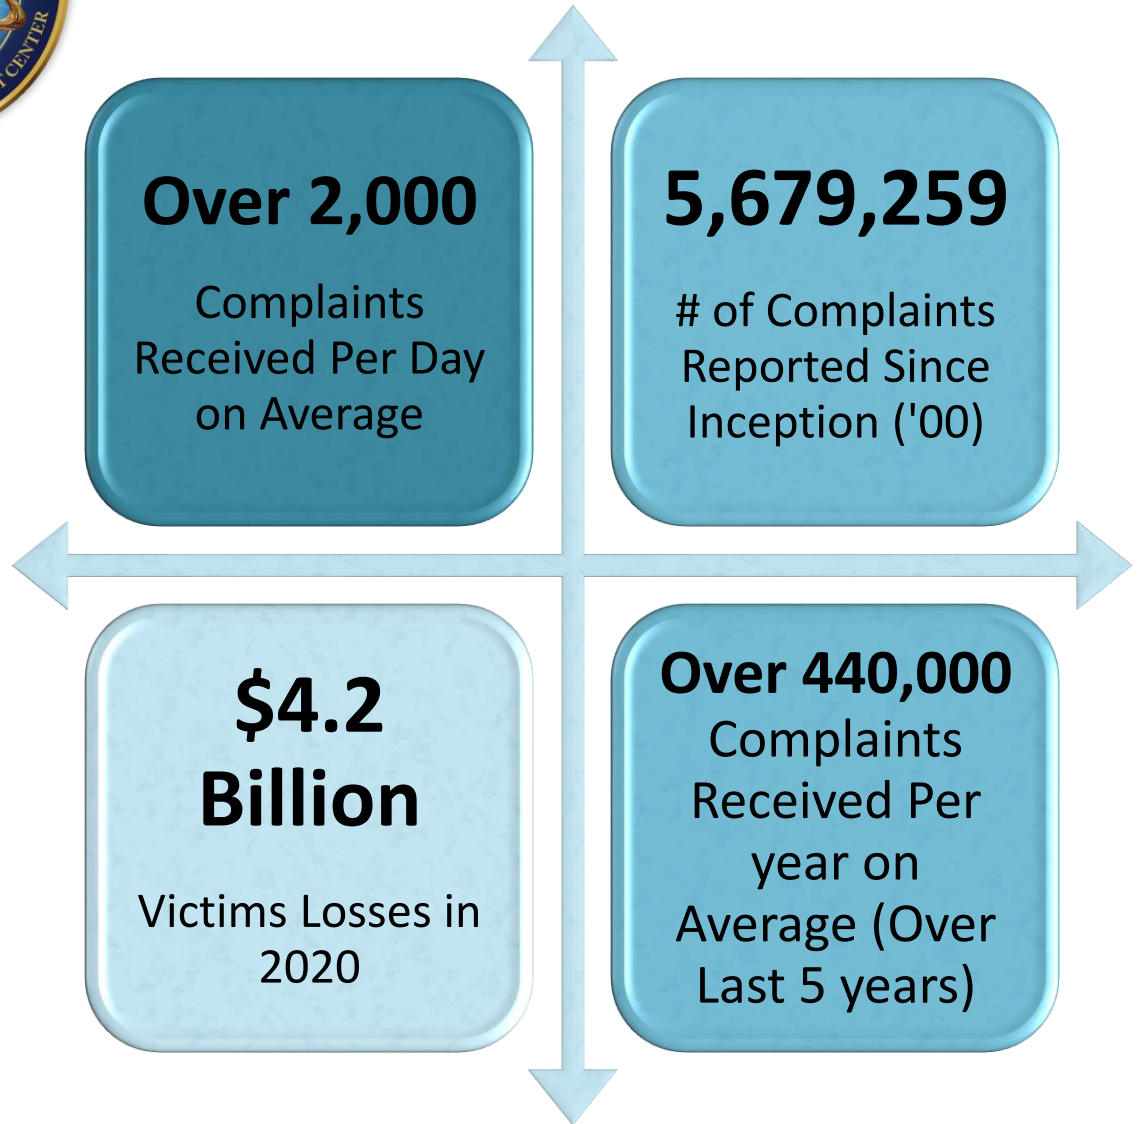 T CENTER
Over 2,000
Complaints
Received Per Day
on Average
5,679,259
# of Complaints
Reported Since
Inception ('00)
$4.2
Billion
Victims Losses in
2020
Over 440,000
Complaints
Received Per
year on
Average (Over
Last 5 years)